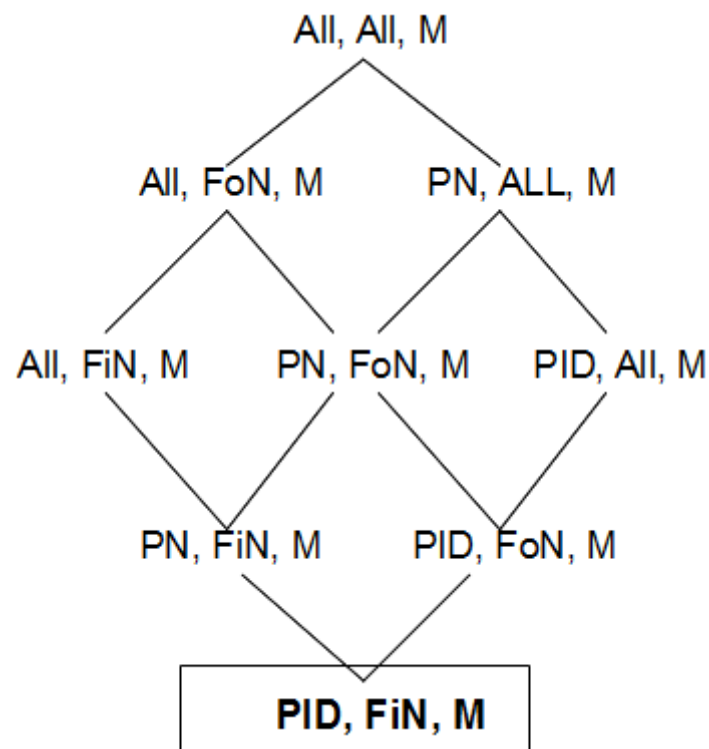 All, All, M
All, FoN, M PN, ALL, M
All, FiN, M PN, FoN, M PID, All, M
PN, FiN, M PID, FoN, M
PID, FiN, M